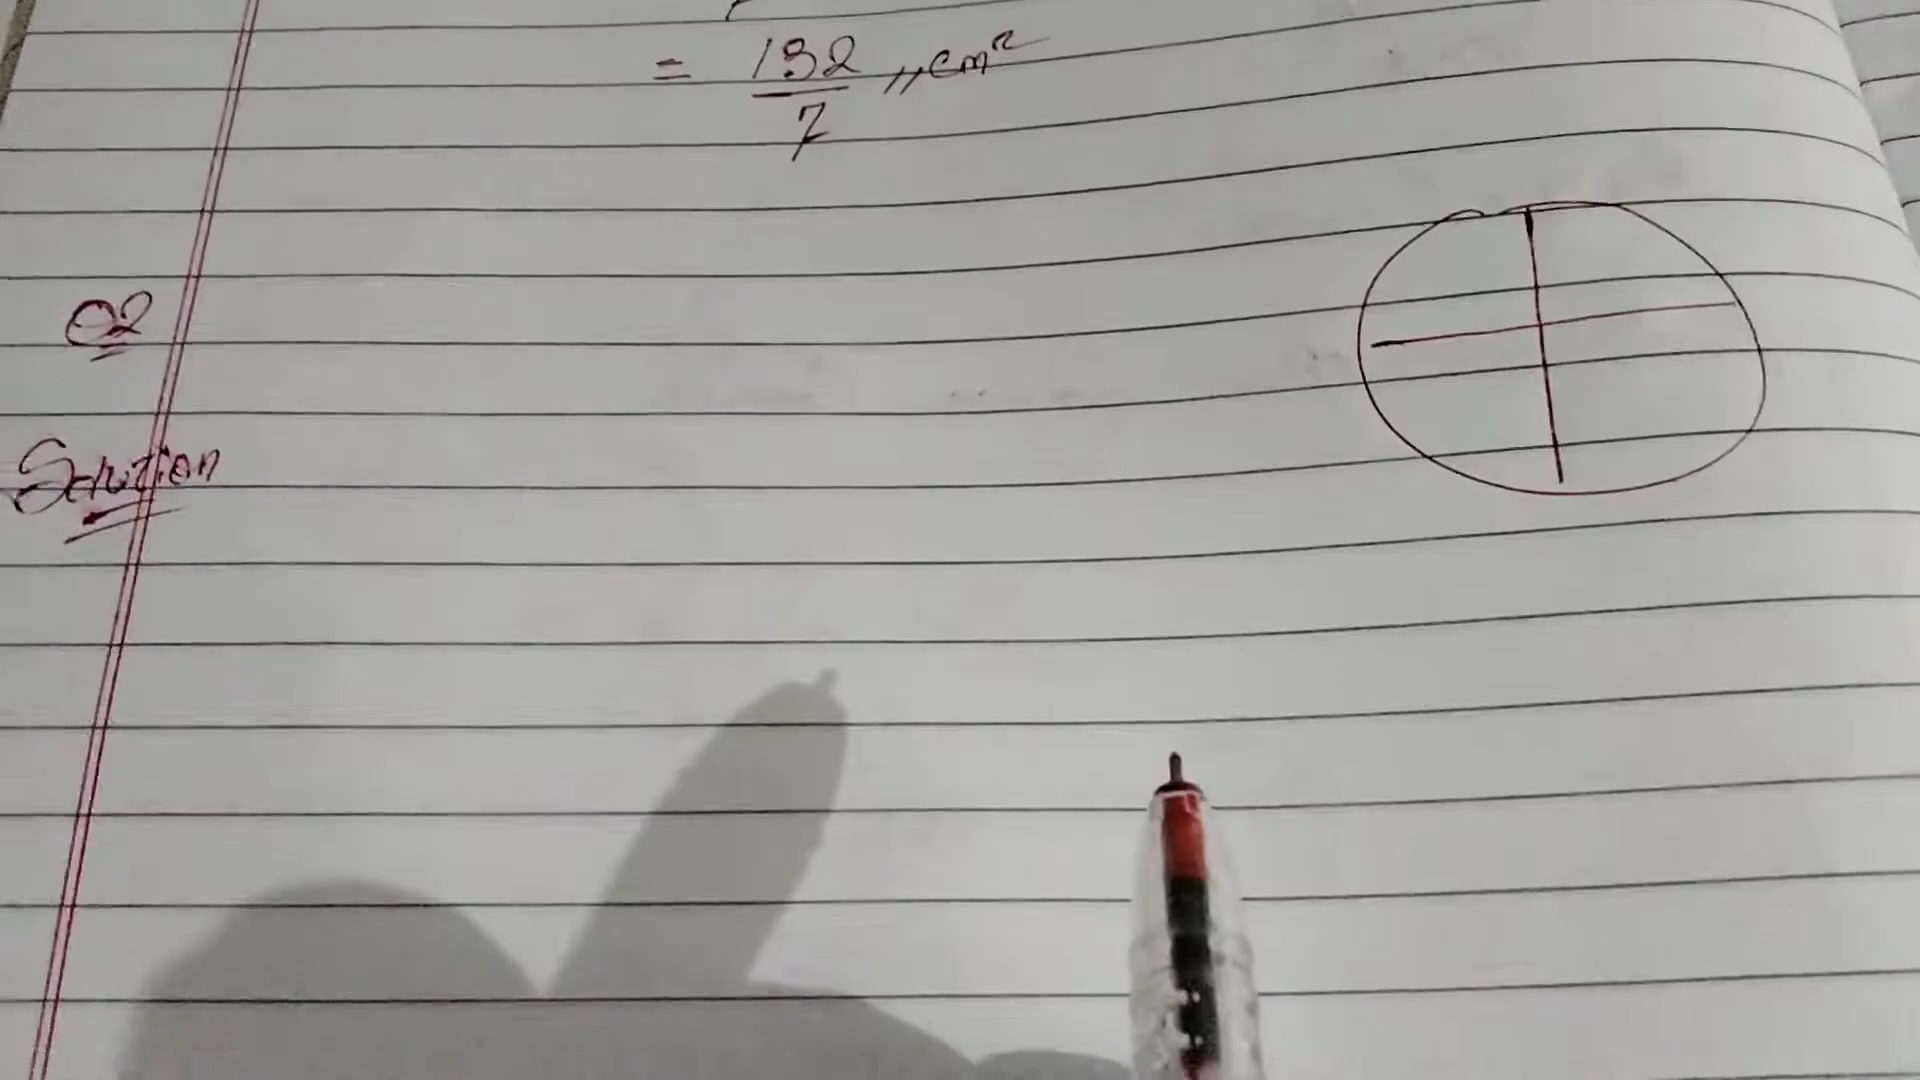 = 132/7 ,, cm²
Q2
Solution